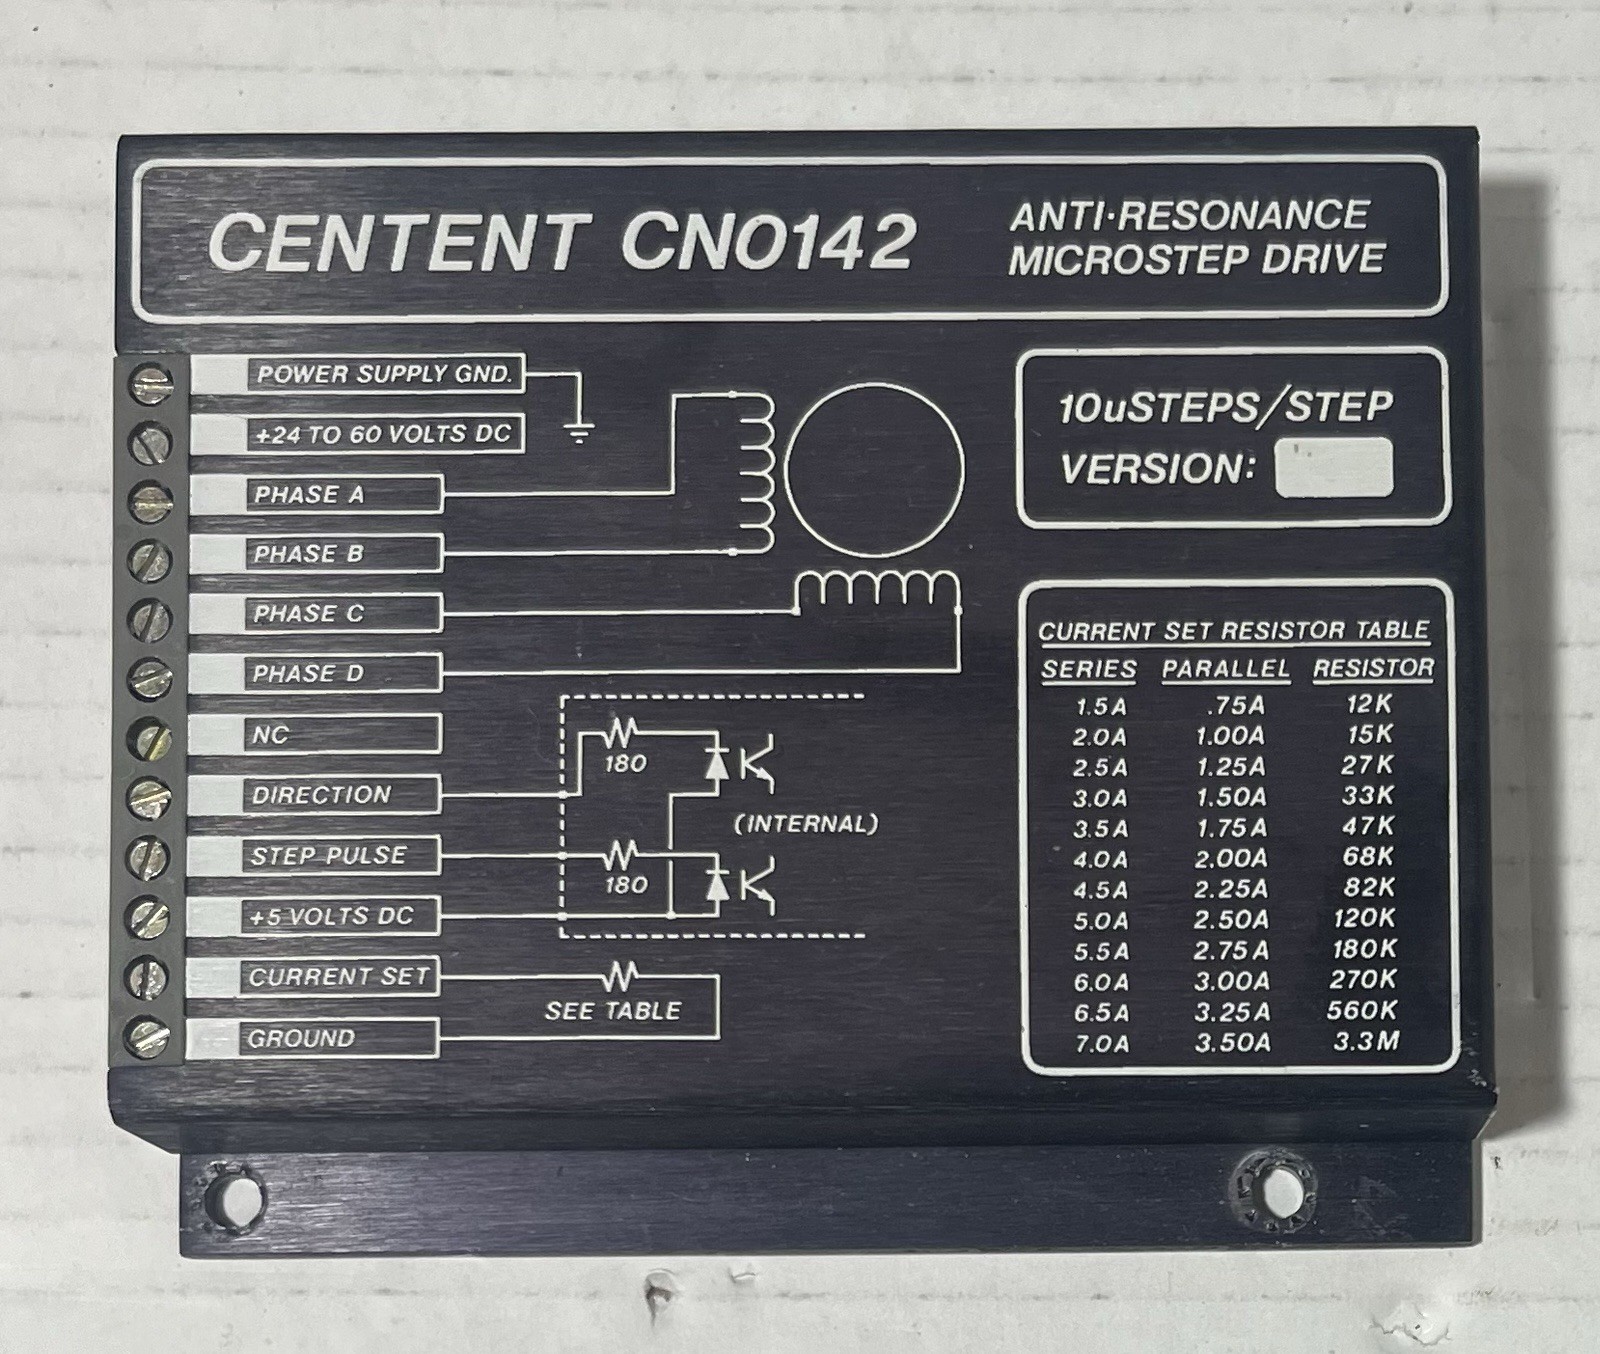 CENTENT CN0142
ANTI·RESONANCE
MICROSTEP DRIVE
POWER SUPPLY GND.
+24 TO 60 VOLTS DC
PHASE A
PHASE B
PHASE C
PHASE D
NC
DIRECTION
STEP PULSE
+5 VOLTS DC
CURRENT SET
GROUND
180
(INTERNAL)
180
SEE TABLE
10uSTEPS/STEP
VERSION:
CURRENT SET RESISTOR TABLE
SERIES PARALLEL RESISTOR
1.5A .75A 12K
2.0A 1.00A 15K
2.5A 1.25A 27K
3.0A 1.50A 33K
3.5A 1.75A 47K
4.0A 2.00A 68K
4.5A 2.25A 82K
5.0A 2.50A 120K
5.5A 2.75A 180K
6.0A 3.00A 270K
6.5A 3.25A 560K
7.0A 3.50A 3.3M